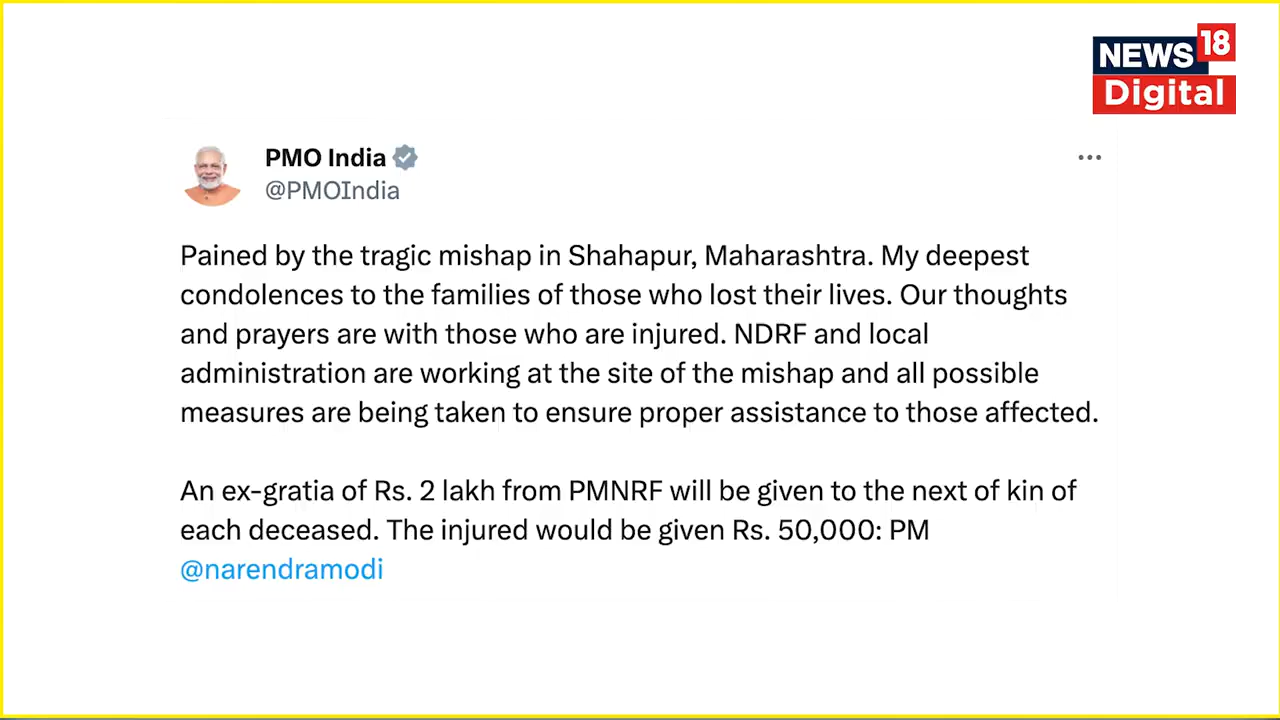 NEWS 18
Digital
PMO India
@PMOIndia
Pained by the tragic mishap in Shahapur, Maharashtra. My deepest
condolences to the families of those who lost their lives. Our thoughts
and prayers are with those who are injured. NDRF and local
administration are working at the site of the mishap and all possible
measures are being taken to ensure proper assistance to those affected.
An ex-gratia of Rs. 2 lakh from PMNRF will be given to the next of kin of
each deceased. The injured would be given Rs. 50,000: PM
@narendramodi